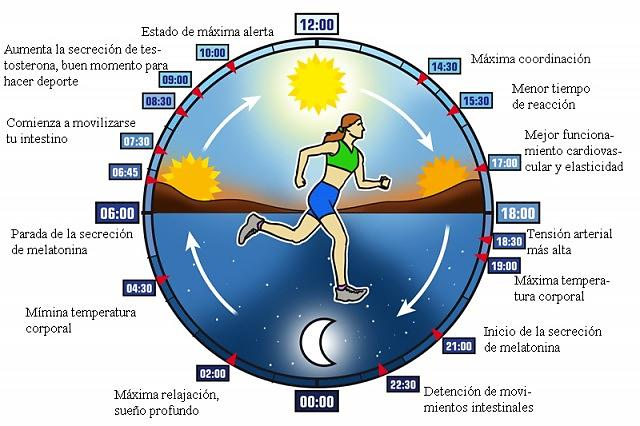 12:00
Estado de máxima alerta
10:00
Aumenta la secreción de tes-
tosterona, buen momento para
hacer deporte
09:00
08:30
Comienza a movilizarse
tu intestino
07:30
06:45
06:00
Parada de la secreción
de melatonina
04:30
Mímina temperatura
corporal
02:00
Máxima relajación,
sueño profundo
00:00
14:30
Máxima coordinación
15:30
Menor tiempo
de reacción
17:00
Mejor funciona-
miento cardiovas-
cular y elasticidad
18:00
18:30
Tensión arterial
más alta
19:00
Máxima tempera-
tura corporal
21:00
Inicio de la secreción
de melatonina
22:30
Detención de movi-
mientos intestinales